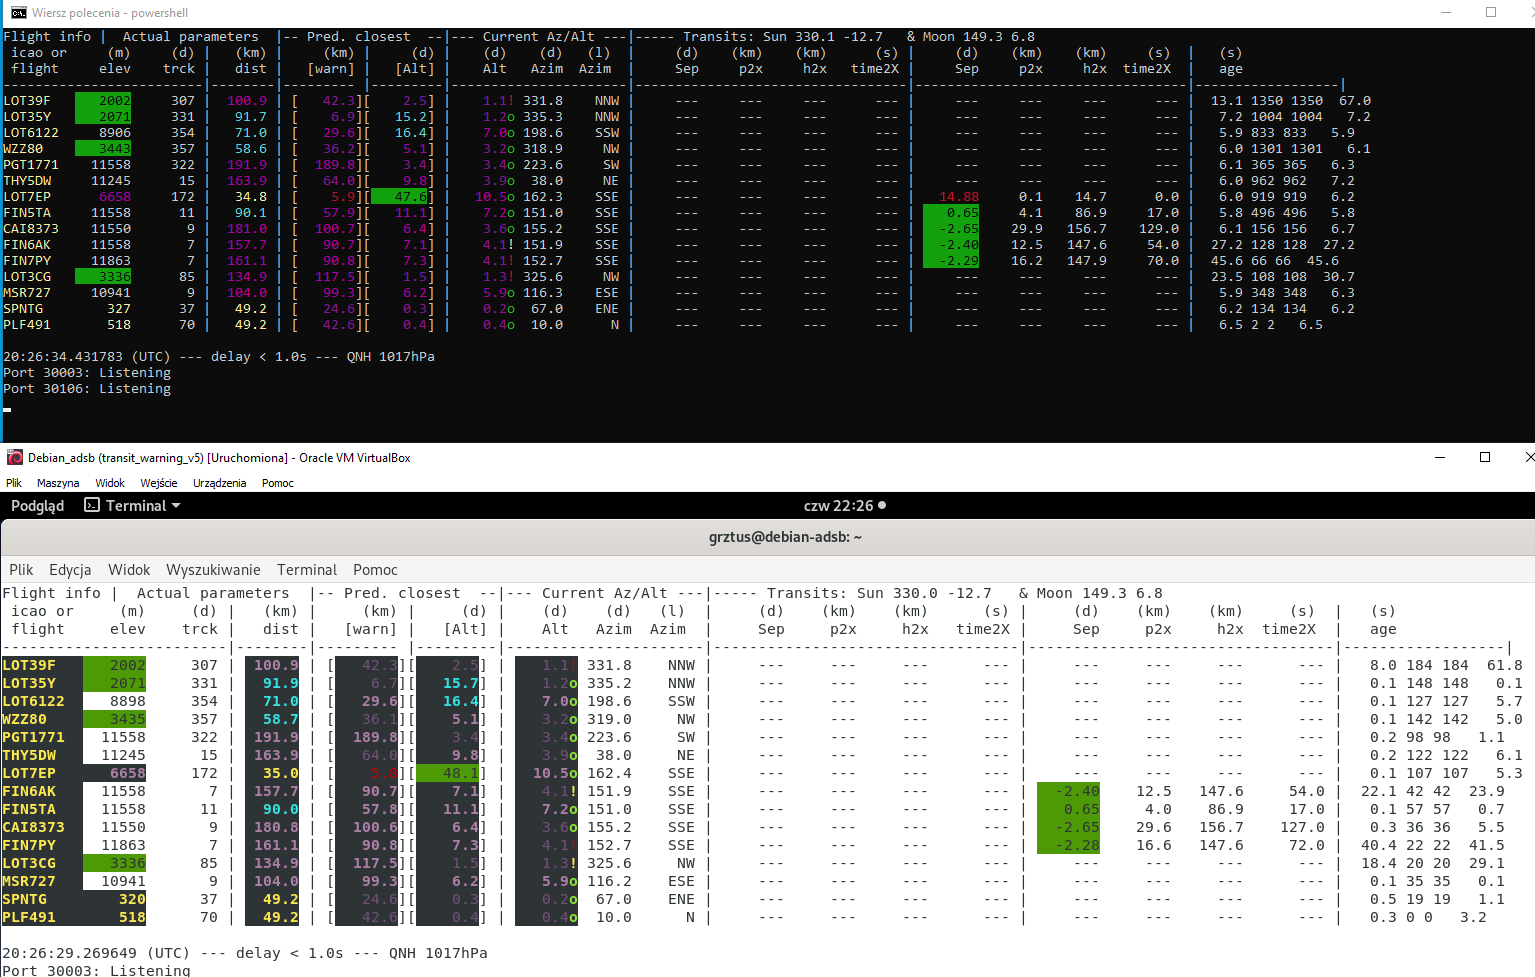 Wiersz polecenia - powershell
Flight info |  Actual parameters  |-- Pred. closest  --|--- Current Az/Alt ---|----- Transits: Sun 330.1 -12.7   & Moon 149.3 6.8
icao or     (m)     (d) |    (km) |      (km) |     (d) |    (d)    (d)   (l)  |     (d)    (km)    (km)     (s) |     (d)    (km)    (km)     (s)  |   (s)
flight     elev    trck |    dist |    [warn] |   [Alt] |    Alt   Azim  Azim  |     Sep     p2x     h2x  time2X |     Sep     p2x     h2x  time2X  |   age
-------------------------|--------|-----------|---------|----------------------|----------------------------------|----------------------------------|------------------|
LOT39F     2002     307 |   100.9 | [   42.3][    2.5] |    1.1! 331.8    NNW |     ---     ---     ---     --- |     ---     ---     ---     --- |  13.1 1350 1350  67.0
LOT35Y     2071     331 |    91.7 | [    6.9][   15.2] |    1.2o 335.3    NNW |     ---     ---     ---     --- |     ---     ---     ---     --- |   7.2 1004 1004   7.2
LOT6122    8906     354 |    71.0 | [   29.6][   16.4] |    7.0o 198.6    SSW |     ---     ---     ---     --- |     ---     ---     ---     --- |   5.9 833 833   5.9
WZZ80      3443     357 |    58.6 | [   36.2][    5.1] |    3.2o 318.9     NW |     ---     ---     ---     --- |     ---     ---     ---     --- |   6.0 1301 1301   6.1
PGT1771   11558     322 |   191.9 | [  189.8][    3.4] |    3.4o 223.6     SW |     ---     ---     ---     --- |     ---     ---     ---     --- |   6.1 365 365   6.3
THY5DW    11245      15 |   163.9 | [   64.0][    9.8] |    3.9o  38.0     NE |     ---     ---     ---     --- |     ---     ---     ---     --- |   6.0 962 962   7.2
LOT7EP     6658     172 |    34.8 | [    5.9][   47.6] |   10.5o 162.3    SSE |     ---     ---     ---     --- |   14.88     0.1    14.7     0.0 |   6.0 919 919   6.2
FIN5TA    11558      11 |    90.1 | [   57.9][   11.1] |    7.2o 151.0    SSE |     ---     ---     ---     --- |    0.65     4.1    86.9    17.0 |   5.8 496 496   5.8
CAI8373   11550       9 |   181.0 | [  100.7][    6.4] |    3.6o 155.2    SSE |     ---     ---     ---     --- |   -2.65    29.9   156.7   129.0 |   6.1 156 156   6.7
FIN6AK    11558       7 |   157.7 | [   90.7][    7.1] |    4.1! 151.9    SSE |     ---     ---     ---     --- |   -2.40    12.5   147.6    54.0 |  27.2 128 128  27.2
FIN7PY    11863       7 |   161.1 | [   90.8][    7.3] |    4.1! 152.7    SSE |     ---     ---     ---     --- |   -2.29    16.2   147.9    70.0 |  45.6 66 66  45.6
LOT3CG     3336      85 |   134.9 | [  117.5][    1.5] |    1.3! 325.6     NW |     ---     ---     ---     --- |     ---     ---     ---     --- |  23.5 108 108  30.7
MSR727    10941       9 |   104.0 | [   99.3][    6.2] |    5.9o 116.3    ESE |     ---     ---     ---     --- |     ---     ---     ---     --- |   5.9 348 348   6.3
SPNTG       327      37 |    49.2 | [   24.6][    0.3] |    0.2o  67.0    ENE |     ---     ---     ---     --- |     ---     ---     ---     --- |   6.2 134 134   6.2
PLF491      518      70 |    49.2 | [   42.6][    0.4] |    0.4o  10.0      N |     ---     ---     ---     --- |     ---     ---     ---     --- |   6.5 2 2   6.5
20:26:34.431783 (UTC) --- delay < 1.0s --- QNH 1017hPa
Port 30003: Listening
Port 30106: Listening
Debian_adsb (transit_warning_v5) [Uruchomiona] - Oracle VM VirtualBox
Plik Maszyna Widok Wejście Urządzenia Pomoc
Podgląd Terminal czw 22:26
grztus@debian-adsb: ~
Plik Edycja Widok Wyszukiwanie Terminal Pomoc
Flight info |  Actual parameters  |-- Pred. closest  --|--- Current Az/Alt ---|----- Transits: Sun 330.0 -12.7   & Moon 149.3 6.8
icao or     (m)     (d) |    (km) |      (km) |     (d) |    (d)    (d)   (l)  |     (d)    (km)    (km)     (s) |     (d)    (km)    (km)     (s)  |   (s)
flight     elev    trck |    dist |    [warn] |   [Alt] |    Alt   Azim  Azim  |     Sep     p2x     h2x  time2X |     Sep     p2x     h2x  time2X  |   age
-------------------------|--------|-----------|---------|----------------------|----------------------------------|----------------------------------|------------------|
LOT39F     2002     307 |   100.9 | [   42.3][    2.5] |    1.1! 331.8    NNW |     ---     ---     ---     --- |     ---     ---     ---     --- |   8.0 184 184  61.8
LOT35Y     2071     331 |    91.9 | [    6.7][   15.7] |    1.2o 335.2    NNW |     ---     ---     ---     --- |     ---     ---     ---     --- |   0.1 148 148   0.1
LOT6122    8898     354 |    71.0 | [   29.6][   16.4] |    7.0o 198.6    SSW |     ---     ---     ---     --- |     ---     ---     ---     --- |   0.1 127 127   5.7
WZZ80      3435     357 |    58.7 | [   36.1][    5.1] |    3.2o 319.0     NW |     ---     ---     ---     --- |     ---     ---     ---     --- |   0.1 142 142   5.0
PGT1771   11558     322 |   191.9 | [  189.8][    3.4] |    3.4o 223.6     SW |     ---     ---     ---     --- |     ---     ---     ---     --- |   0.2 98 98   1.1
THY5DW    11245      15 |   163.9 | [   64.0][    9.8] |    3.9o  38.0     NE |     ---     ---     ---     --- |     ---     ---     ---     --- |   0.2 122 122   6.1
LOT7EP     6658     172 |    35.0 | [    5.8][   48.1] |   10.5o 162.4    SSE |     ---     ---     ---     --- |     ---     ---     ---     --- |   0.1 107 107   5.3
FIN6AK    11558       7 |   157.7 | [   90.7][    7.1] |    4.1! 151.9    SSE |     ---     ---     ---     --- |   -2.40    12.5   147.6    54.0 |  22.1 42 42  23.9
FIN5TA    11558      11 |    90.0 | [   57.8][   11.1] |    7.2o 151.0    SSE |     ---     ---     ---     --- |    0.65     4.0    86.9    17.0 |   0.1 57 57   0.7
CAI8373   11550       9 |   180.8 | [  100.6][    6.4] |    3.6o 155.2    SSE |     ---     ---     ---     --- |   -2.65    29.6   156.7   127.0 |   0.3 36 36   5.5
FIN7PY    11863       7 |   161.1 | [   90.8][    7.3] |    4.1! 152.7    SSE |     ---     ---     ---     --- |   -2.28    16.6   147.6    72.0 |  40.4 22 22  41.5
LOT3CG     3336      85 |   134.9 | [  117.5][    1.5] |    1.3! 325.6     NW |     ---     ---     ---     --- |     ---     ---     ---     --- |  18.4 20 20  29.1
MSR727    10941       9 |   104.0 | [   99.3][    6.2] |    5.9o 116.2    ESE |     ---     ---     ---     --- |     ---     ---     ---     --- |   0.1 35 35   0.1
SPNTG       320      37 |    49.2 | [   24.6][    0.3] |    0.2o  67.0    ENE |     ---     ---     ---     --- |     ---     ---     ---     --- |   0.5 19 19   1.1
PLF491      518      70 |    49.2 | [   42.6][    0.4] |    0.4o  10.0      N |     ---     ---     ---     --- |     ---     ---     ---     --- |   0.3 0 0   3.2
20:26:29.269649 (UTC) --- delay < 1.0s --- QNH 1017hPa
Port 30003: Listening